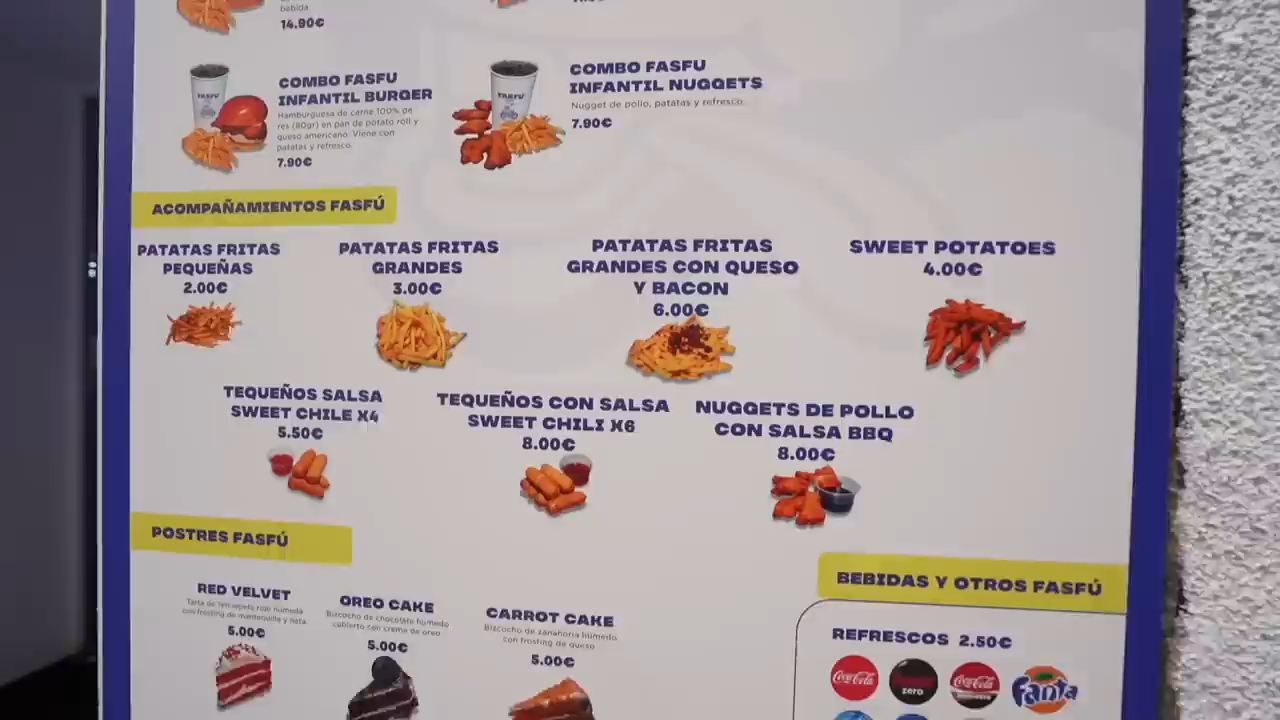 bebida
14.90€
COMBO FASFU
INFANTIL BURGER
Hamburguesa de carne 100% de
res (80gr) en pan de potato roll y
queso americano. Viene con
patatas y refresco.
7.90€
FASFU
COMBO FASFU
INFANTIL NUGGETS
Nugget de pollo, patatas y refresco.
7.90€
FASFU
ACOMPAÑAMIENTOS FASFÚ
PATATAS FRITAS
PEQUEÑAS
2.00€
PATATAS FRITAS
GRANDES
3.00€
PATATAS FRITAS
GRANDES CON QUESO
Y BACON
6.00€
SWEET POTATOES
4.00€
TEQUEÑOS SALSA
SWEET CHILE X4
5.50€
TEQUEÑOS CON SALSA
SWEET CHILI X6
8.00€
NUGGETS DE POLLO
CON SALSA BBQ
8.00€
POSTRES FASFÚ
RED VELVET
Tarta de terciopelo rojo húmeda
con frosting de mantequilla y nata.
5.00€
OREO CAKE
Bizcocho de chocolate húmedo
cubierto con crema de oreo
5.00€
CARROT CAKE
Bizcocho de zanahoria húmedo
con frosting de queso
5.00€
BEBIDAS Y OTROS FASFÚ
REFRESCOS 2.50€
Coca-Cola
zero
Coca-Cola
Fanta